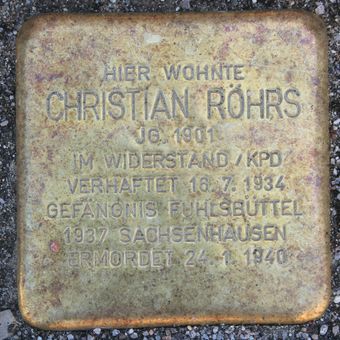 HIER WOHNTE
CHRISTIAN RÖHRS
JG. 1901
IM WIDERSTAND / KPD
VERHAFTET 16. 7. 1934
GEFÄNGNIS FUHLSBÜTTEL
1937 SACHSENHAUSEN
ERMORDET 24. 1. 1940